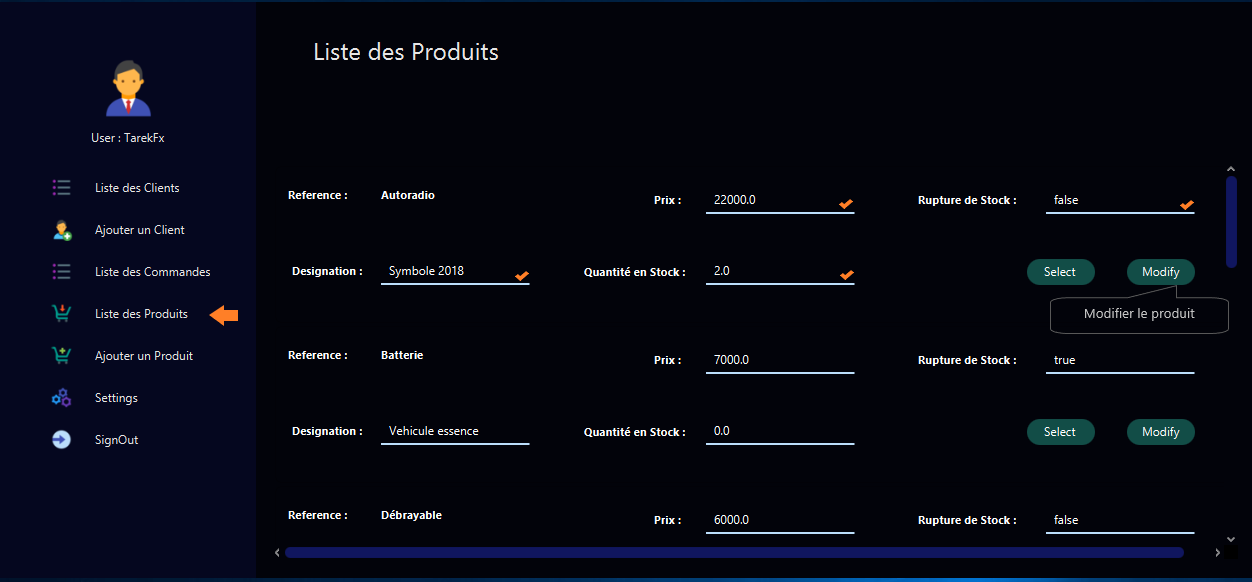 Liste des Produits
User : TarekFx
Liste des Clients
Ajouter un Client
Liste des Commandes
Liste des Produits
Ajouter un Produit
Settings
SignOut
Reference : Autoradio Prix : 22000.0 Rupture de Stock : false
Designation : Symbole 2018 Quantité en Stock : 2.0 Select Modify
Modifier le produit
Reference : Batterie Prix : 7000.0 Rupture de Stock : true
Designation : Vehicule essence Quantité en Stock : 0.0 Select Modify
Reference : Débrayable Prix : 6000.0 Rupture de Stock : false